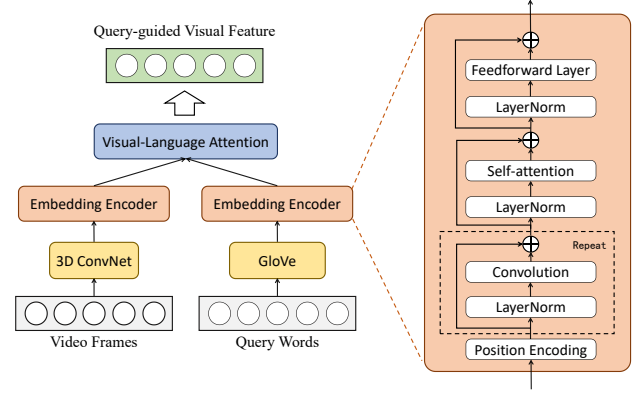 Query-guided Visual Feature
Visual-Language Attention
Embedding Encoder
Embedding Encoder
3D ConvNet
GloVe
Video Frames
Query Words
Feedforward Layer
LayerNorm
Self-attention
LayerNorm
Repeat
Convolution
LayerNorm
Position Encoding